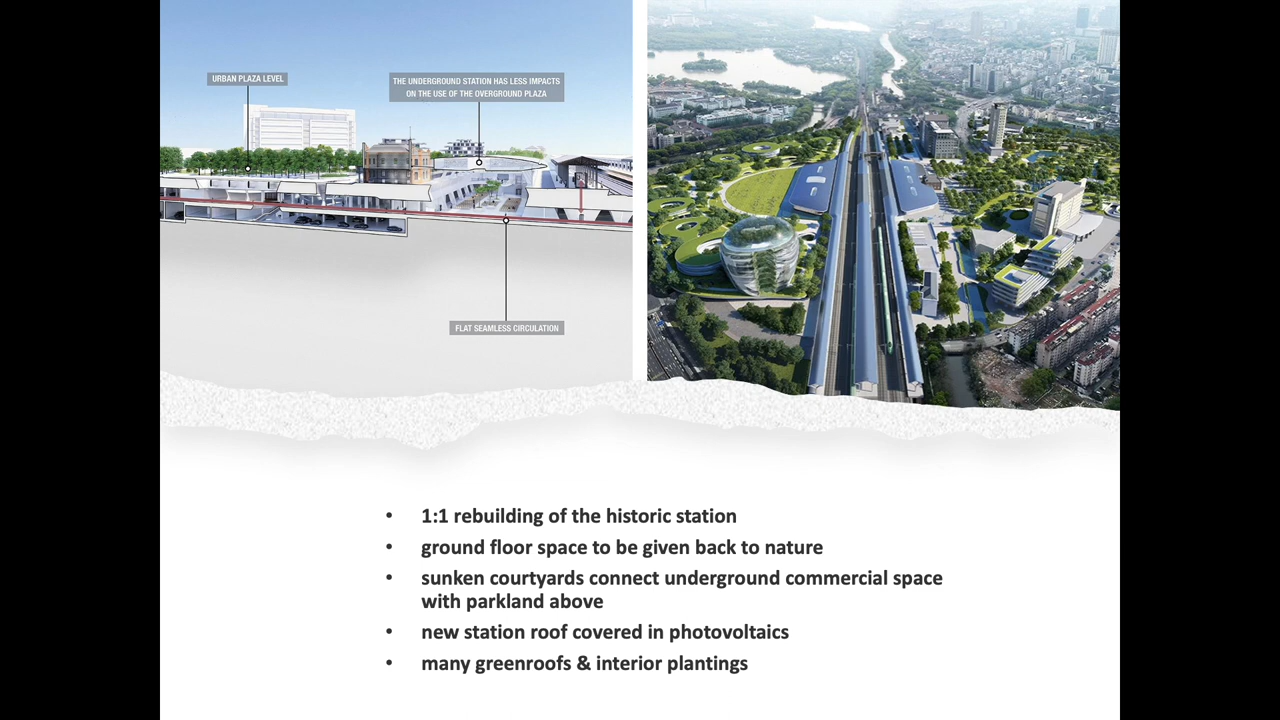 URBAN PLAZA LEVEL
THE UNDERGROUND STATION HAS LESS IMPACTS
ON THE USE OF THE OVERGROUND PLAZA
FLAT SEAMLESS CIRCULATION
• 1:1 rebuilding of the historic station
• ground floor space to be given back to nature
• sunken courtyards connect underground commercial space
with parkland above
• new station roof covered in photovoltaics
• many greenroofs & interior plantings